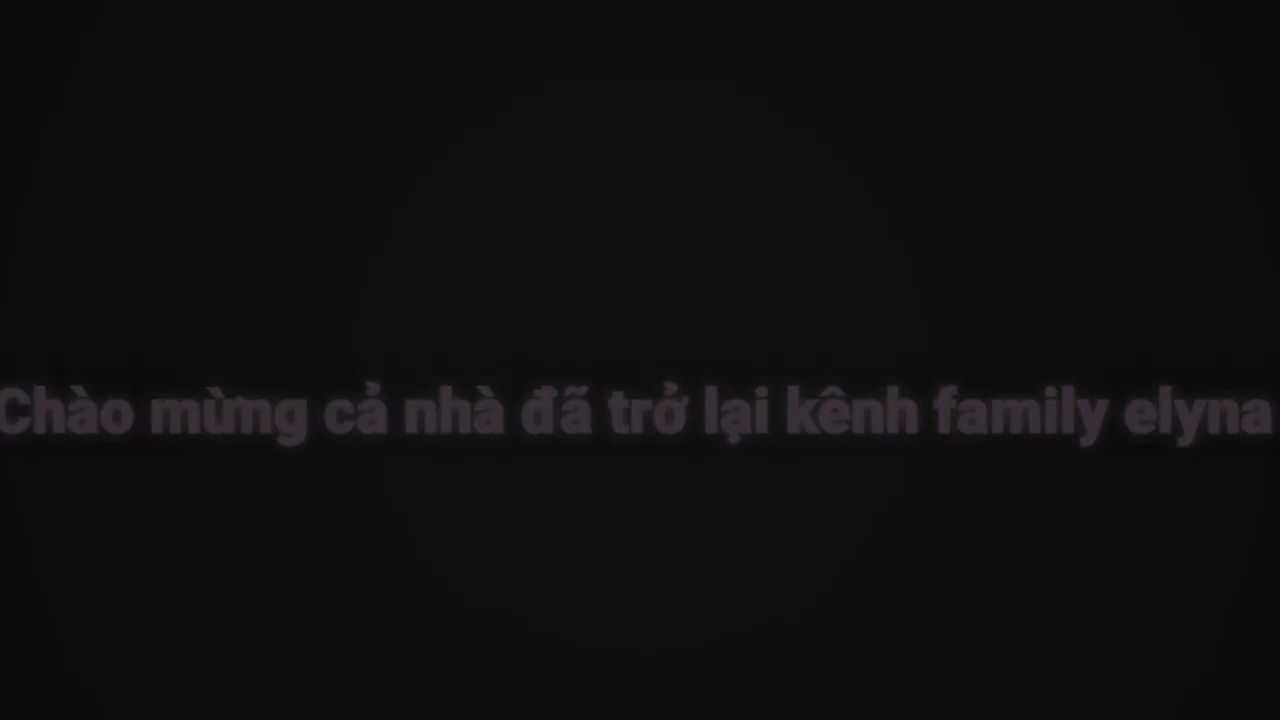 Chào mừng cả nhà đã trở lại kênh family elyna